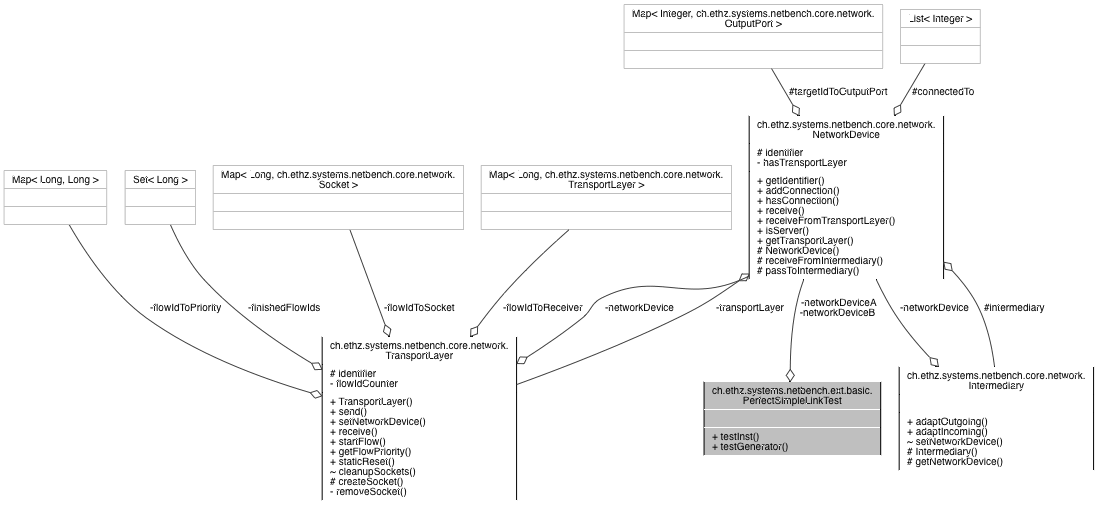 Map< Integer, ch.ethz.systems.netbench.core.network.
OutputPort >
List< Integer >
#targetIdToOutputPort
#connectedTo
ch.ethz.systems.netbench.core.network.
NetworkDevice
# identifier
- hasTransportLayer
+ getIdentifier()
+ addConnection()
+ hasConnection()
+ receive()
+ receiveFromTransportLayer()
+ isServer()
+ getTransportLayer()
# NetworkDevice()
# receiveFromIntermediary()
# passToIntermediary()
Map< Long, Long >
Set< Long >
Map< Long, ch.ethz.systems.netbench.core.network.
Socket >
Map< Long, ch.ethz.systems.netbench.core.network.
TransportLayer >
-flowIdToPriority
-finishedFlowIds
-flowIdToSocket
-flowIdToReceiver
-networkDevice
-transportLayer
-networkDeviceA
-networkDeviceB
-networkDevice
#intermediary
ch.ethz.systems.netbench.core.network.
TransportLayer
# identifier
- flowIdCounter
+ TransportLayer()
+ send()
+ setNetworkDevice()
+ receive()
+ startFlow()
+ getFlowPriority()
+ staticReset()
~ cleanupSockets()
# createSocket()
- removeSocket()
ch.ethz.systems.netbench.ext.basic.
PerfectSimpleLinkTest
+ testInst()
+ testGenerator()
ch.ethz.systems.netbench.core.network.
Intermediary
+ adaptOutgoing()
+ adaptIncoming()
~ setNetworkDevice()
# Intermediary()
# getNetworkDevice()